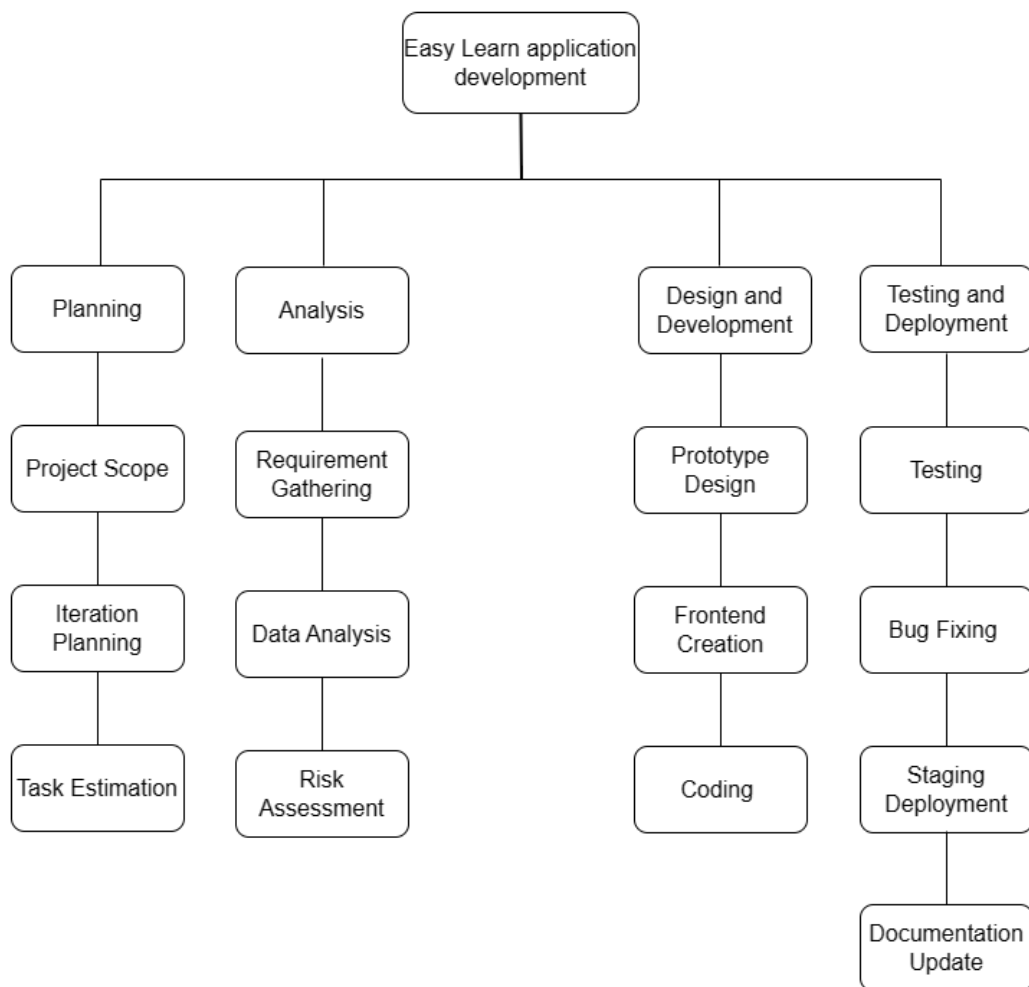 Easy Learn application
development
Planning
Analysis
Design and
Development
Testing and
Deployment
Project Scope
Requirement
Gathering
Prototype
Design
Testing
Iteration
Planning
Data Analysis
Frontend
Creation
Bug Fixing
Task Estimation
Risk
Assessment
Coding
Staging
Deployment
Documentation
Update